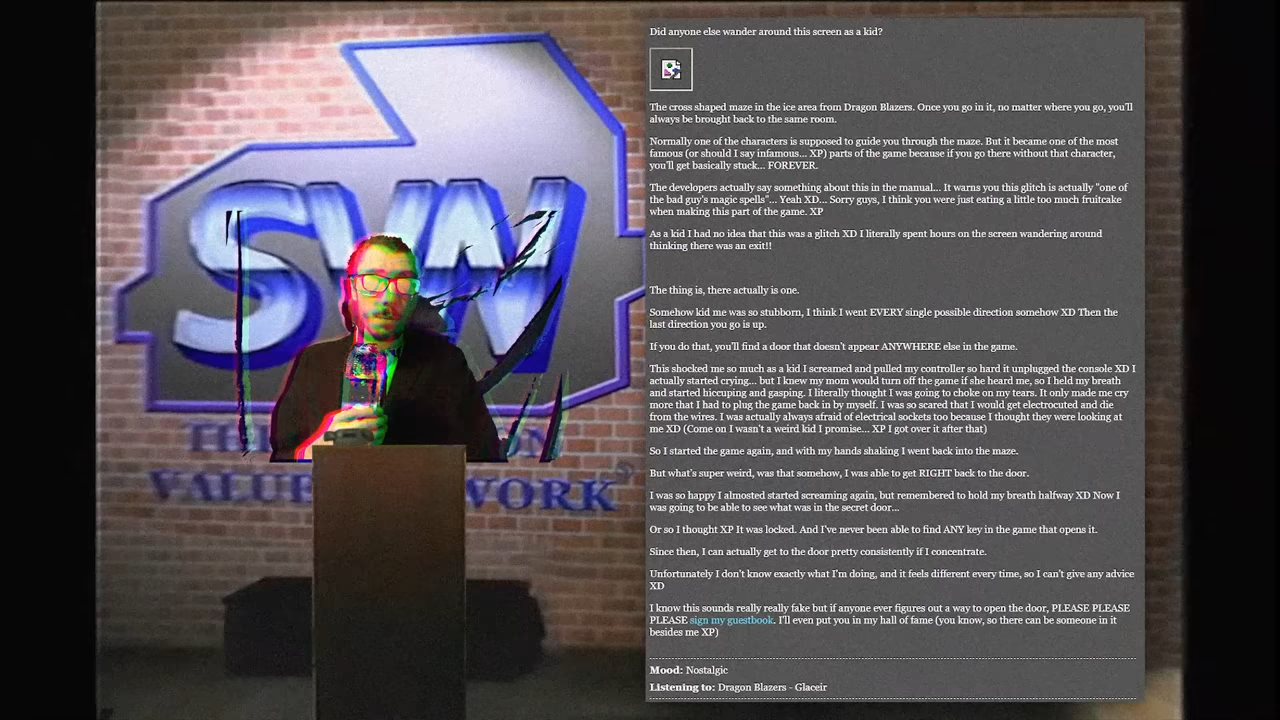 SVN
VALUE
WORK
Did anyone else wander around this screen as a kid?
The cross shaped maze in the ice area from Dragon Blazers. Once you go in it, no matter where you go, you'll
always be brought back to the same room.
Normally one of the characters is supposed to guide you through the maze. But it became one of the most
famous (or should I say infamous... XP) parts of the game because if you go there without that character,
you'll get basically stuck... FOREVER.
The developers actually say something about this in the manual... It warns you this glitch is actually "one of
the bad guy's magic spells"... Yeah XD... Sorry guys, I think you were just eating a little too much fruitcake
when making this part of the game. XP
As a kid I had no idea that this was a glitch XD I literally spent hours on the screen wandering around
thinking there was an exit!!
The thing is, there actually is one.
Somehow kid me was so stubborn, I think I went EVERY single possible direction somehow XD Then the
last direction you go is up.
If you do that, you'll find a door that doesn't appear ANYWHERE else in the game.
This shocked me so much as a kid I screamed and pulled my controller so hard it unplugged the console XD I
actually started crying... but I knew my mom would turn off the game if she heard me, so I held my breath
and started hiccuping and gasping. I literally thought I was going to choke on my tears. It only made me cry
more that I had to plug the game back in by myself. I was so scared that I would get electrocuted and die
from the wires. I was actually always afraid of electrical sockets too because I thought they were looking at
me XD (Come on I wasn't a weird kid I promise... XP I got over it after that)
So I started the game again, and with my hands shaking I went back into the maze.
But what's super weird, was that somehow, I was able to get RIGHT back to the door.
I was so happy I almosted started screaming again, but remembered to hold my breath halfway XD Now I
was going to be able to see what was in the secret door...
Or so I thought XP It was locked. And I've never been able to find ANY key in the game that opens it.
Since then, I can actually get to the door pretty consistently if I concentrate.
Unfortunately I don't know exactly what I'm doing, and it feels different every time, so I can't give any advice
XD
I know this sounds really really fake but if anyone ever figures out a way to open the door, PLEASE PLEASE
PLEASE sign my guestbook. I'll even put you in my hall of fame (you know, so there can be someone in it
besides me XP)
Mood: Nostalgic
Listening to: Dragon Blazers - Glaceir